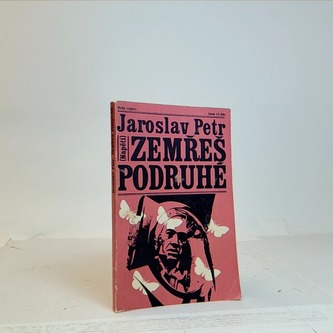 Jaroslav Petr
(Napětí)
ZEMŘEŠ
PODRUHÉ